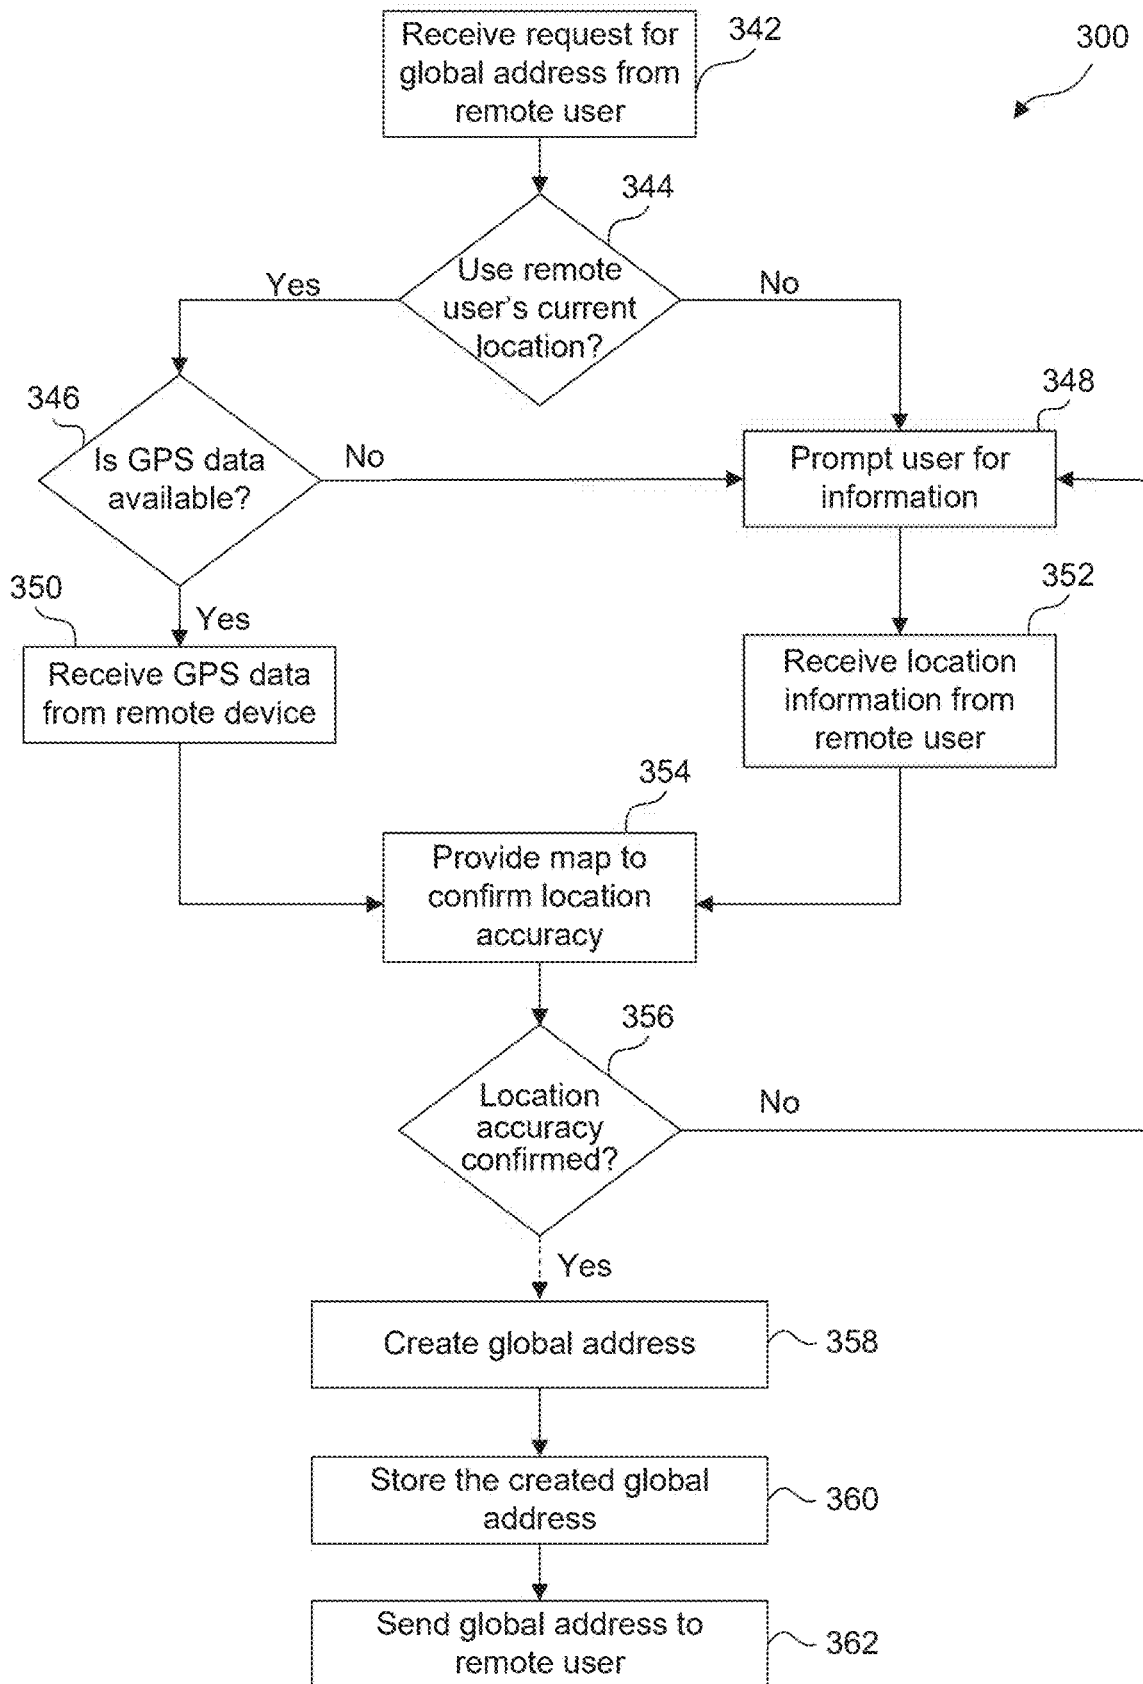 Receive request for
global address from
remote user
342
300
344
Use remote
user's current
location?
Yes
No
346
Is GPS data
available?
No
348
Prompt user for
information
350
Yes
Receive GPS data
from remote device
352
Receive location
information from
remote user
354
Provide map to
confirm location
accuracy
356
Location
accuracy
confirmed?
No
Yes
Create global address
358
Store the created global
address
360
Send global address to
remote user
362